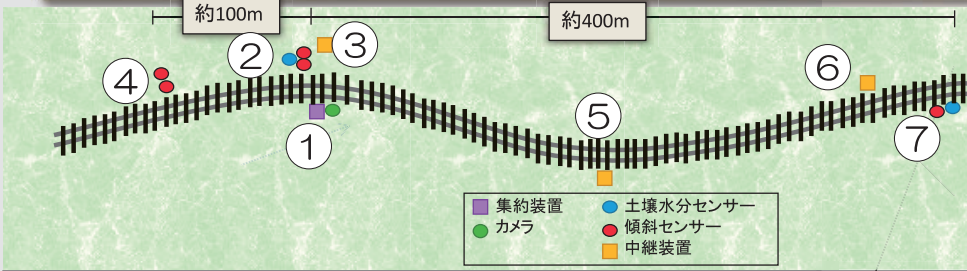 約100m
約400m
④
②
③
①
⑤
⑥
⑦
集約装置
土壌水分センサー
カメラ
傾斜センサー
中継装置